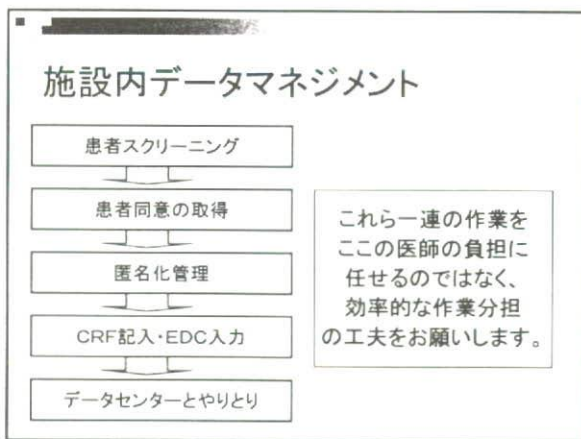 施設内データマネジメント
患者スクリーニング
患者同意の取得
匿名化管理
CRF記入・EDC入力
データセンターとやりとり
これら一連の作業を
ここの医師の負担に
任せるのではなく、
効率的な作業分担
の工夫をお願いします。